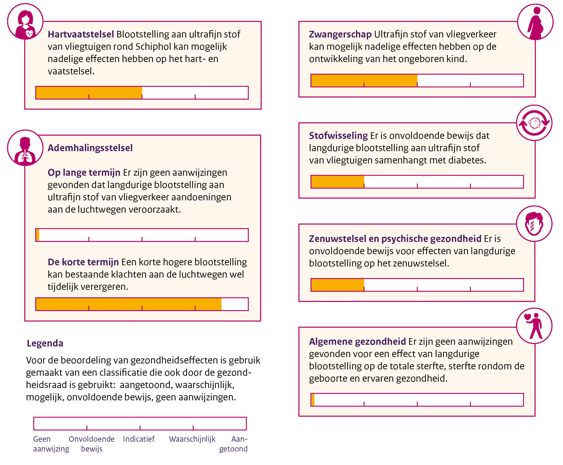 Hartvaatstelsel Blootstelling aan ultrafijn stof
van vliegtuigen rond Schiphol kan mogelijk
nadelige effecten hebben op het hart- en
vaatstelsel.
Ademhalingsstelsel
Op lange termijn Er zijn geen aanwijzingen
gevonden dat langdurige blootstelling aan
ultrafijn stof van vliegverkeer aandoeningen
aan de luchtwegen veroorzaakt.
De korte termijn Een korte hogere blootstelling
kan bestaande klachten aan de luchtwegen wel
tijdelijk verergeren.
Legenda
Voor de beoordeling van gezondheidseffecten is gebruik
gemaakt van een classificatie die ook door de gezond-
heidsraad is gebruikt: aangetoond, waarschijnlijk,
mogelijk, onvoldoende bewijs, geen aanwijzingen.
Geen
aanwijzing
Onvoldoende
bewijs
Indicatief
Waarschijnlijk
Aan-
getoond
Zwangerschap Ultrafijn stof van vliegverkeer
kan mogelijk nadelige effecten hebben op de
ontwikkeling van het ongeboren kind.
Stofwisseling Er is onvoldoende bewijs dat
langdurige blootstelling aan ultrafijn stof
van vliegtuigen samenhangt met diabetes.
Zenuwstelsel en psychische gezondheid Er is
onvoldoende bewijs voor effecten van langdurige
blootstelling op het zenuwstelsel.
Algemene gezondheid Er zijn geen aanwijzingen
gevonden voor een effect van langdurige
blootstelling op de totale sterfte, sterfte rondom de
geboorte en ervaren gezondheid.